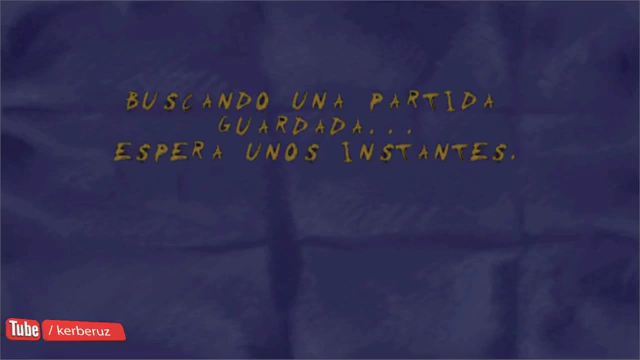 BUSCANDO UNA PARTIDA
GUARDADA...
ESPERA UNOS INSTANTES.
Tube / kerberuz